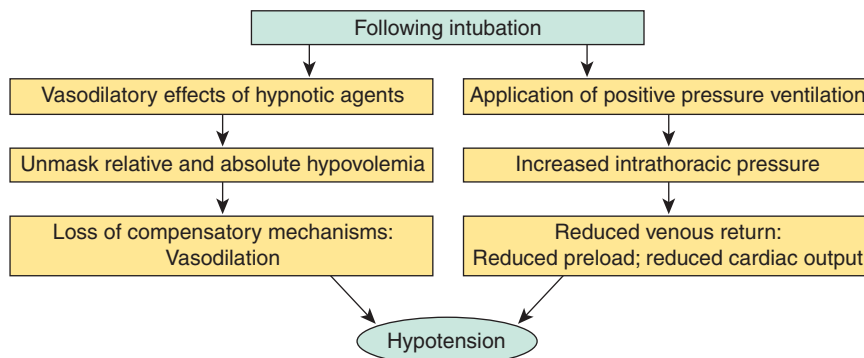 Following intubation
Vasodilatory effects of hypnotic agents
Application of positive pressure ventilation
Unmask relative and absolute hypovolemia
Increased intrathoracic pressure
Loss of compensatory mechanisms:
Vasodilation
Reduced venous return:
Reduced preload; reduced cardiac output
Hypotension